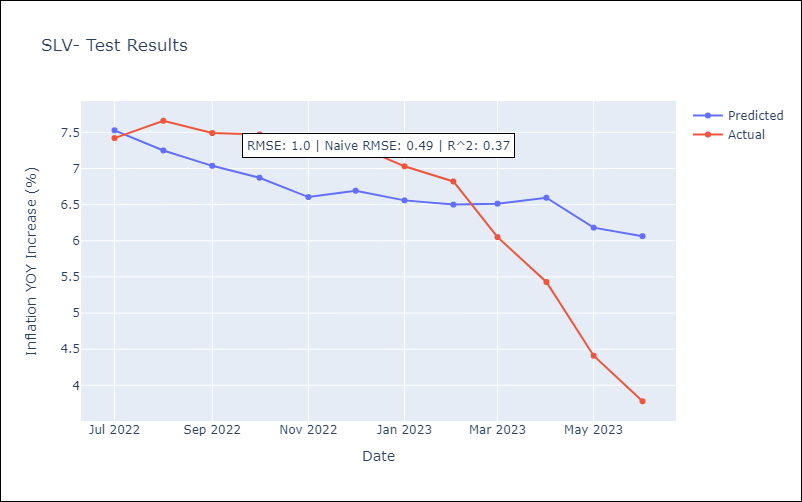 SLV- Test Results
Predicted
Actual
RMSE: 1.0 | Naive RMSE: 0.49 | R^2: 0.37
Inflation YOY Increase (%)
7.5
7
6.5
6
5.5
5
4.5
4
Jul 2022
Sep 2022
Nov 2022
Jan 2023
Mar 2023
May 2023
Date